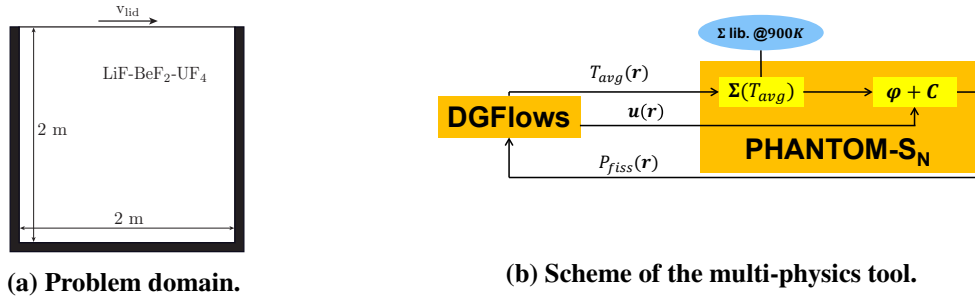 v_lid
LiF-BeF₂-UF₄
2 m
2 m
(a) Problem domain.
Σ lib. @900K
T_avg(r)
Σ(T_avg)
φ + C
DGFlows
u(r)
PHANTOM-S_N
P_fiss(r)
(b) Scheme of the multi-physics tool.